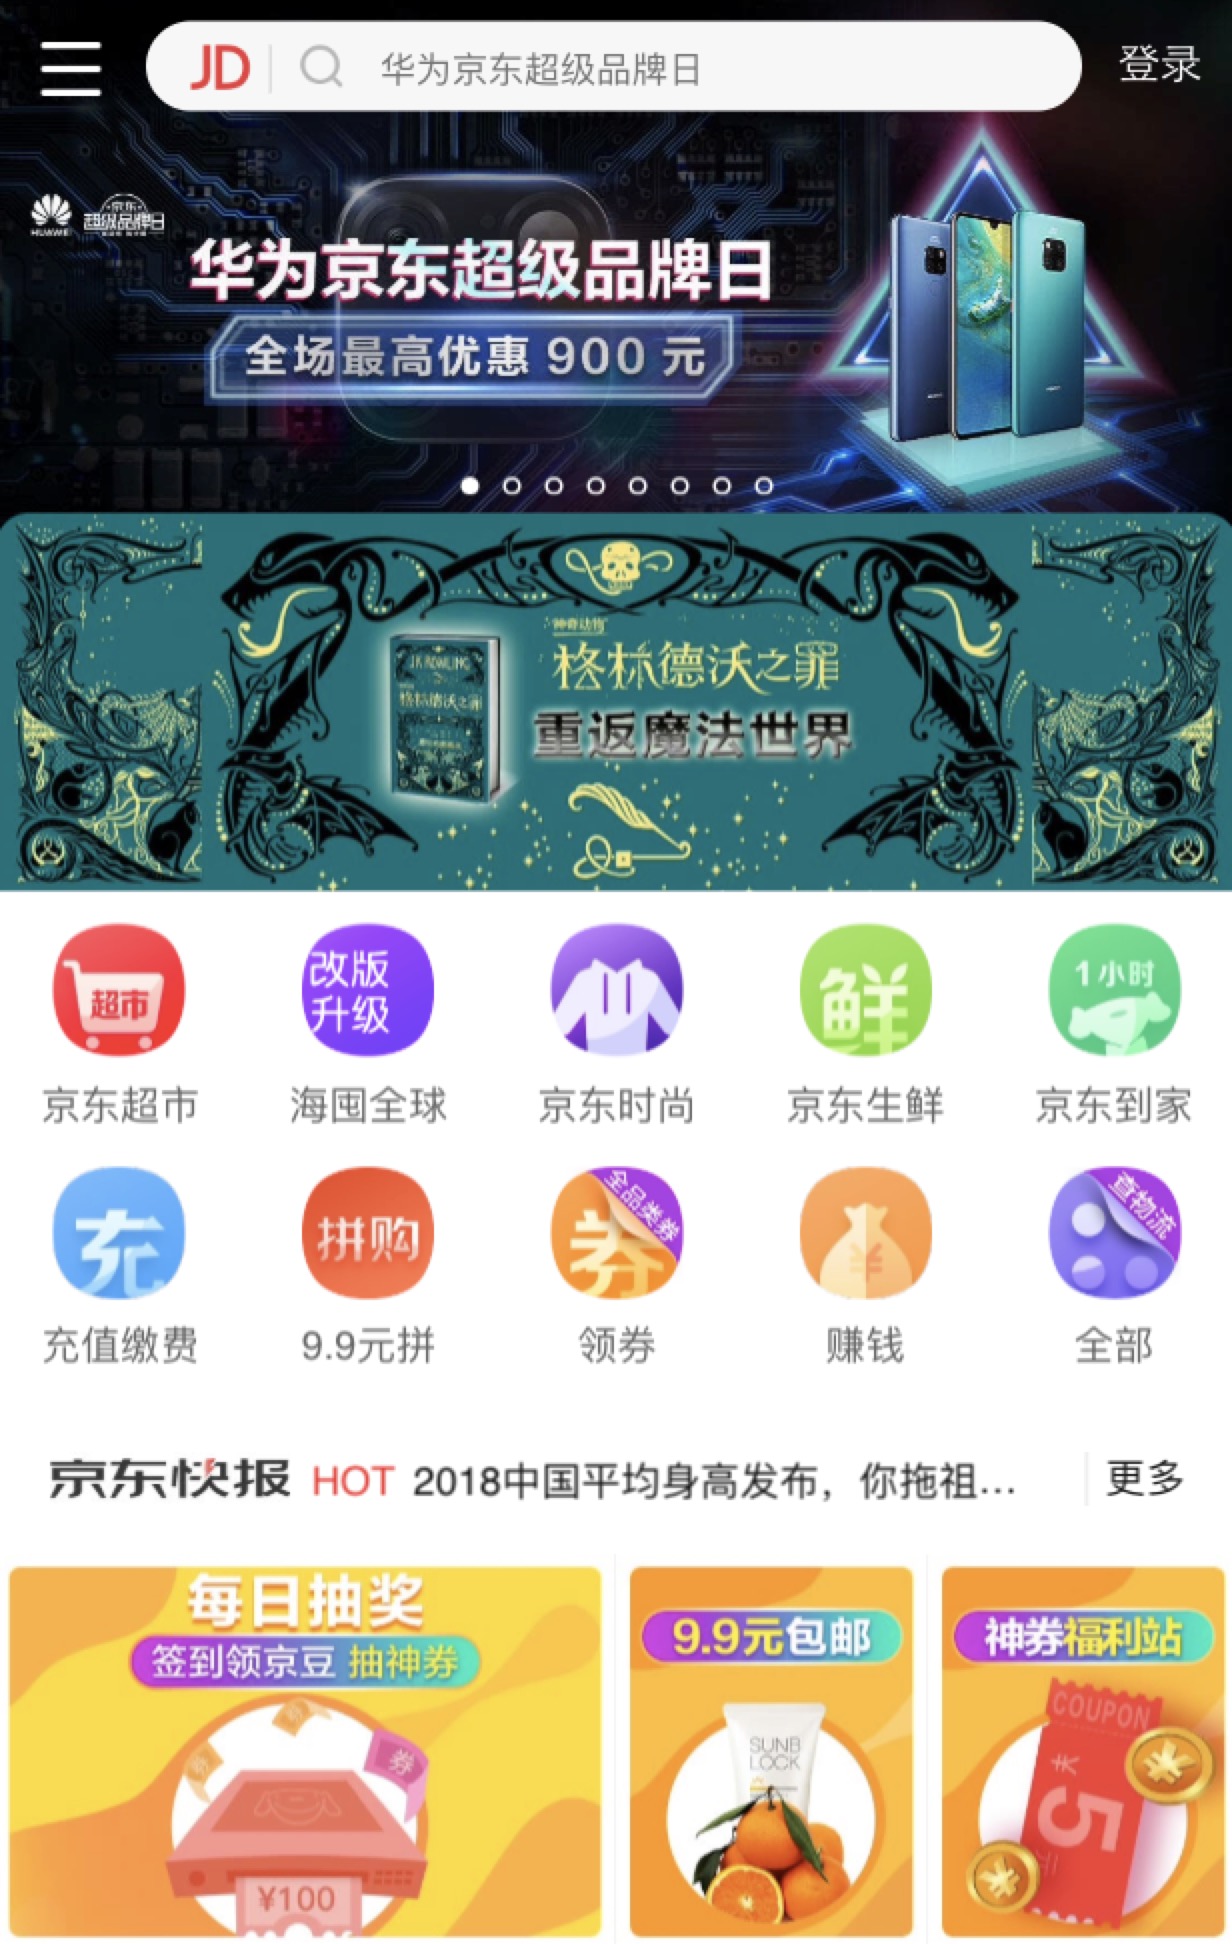 JD 华为京东超级品牌日 登录
HUAWEI 京东
超级品牌日
华为京东超级品牌日
全场最高优惠 900 元
神奇动物
格林德沃之罪
J.K.ROWLING
格林德沃之罪
重返魔法世界
超市
改版
升级
鲜
1小时
京东超市 海囤全球 京东时尚 京东生鲜 京东到家
充
拼购
券
全品类券
¥
查物流
充值缴费 9.9元拼 领券 赚钱 全部
京东快报 HOT 2018中国平均身高发布，你拖祖... 更多
每日抽奖
签到领京豆 抽神券
券
券
券
¥100
9.9元包邮
SUNB
LOCK
神券福利站
COUPON
5
¥
¥